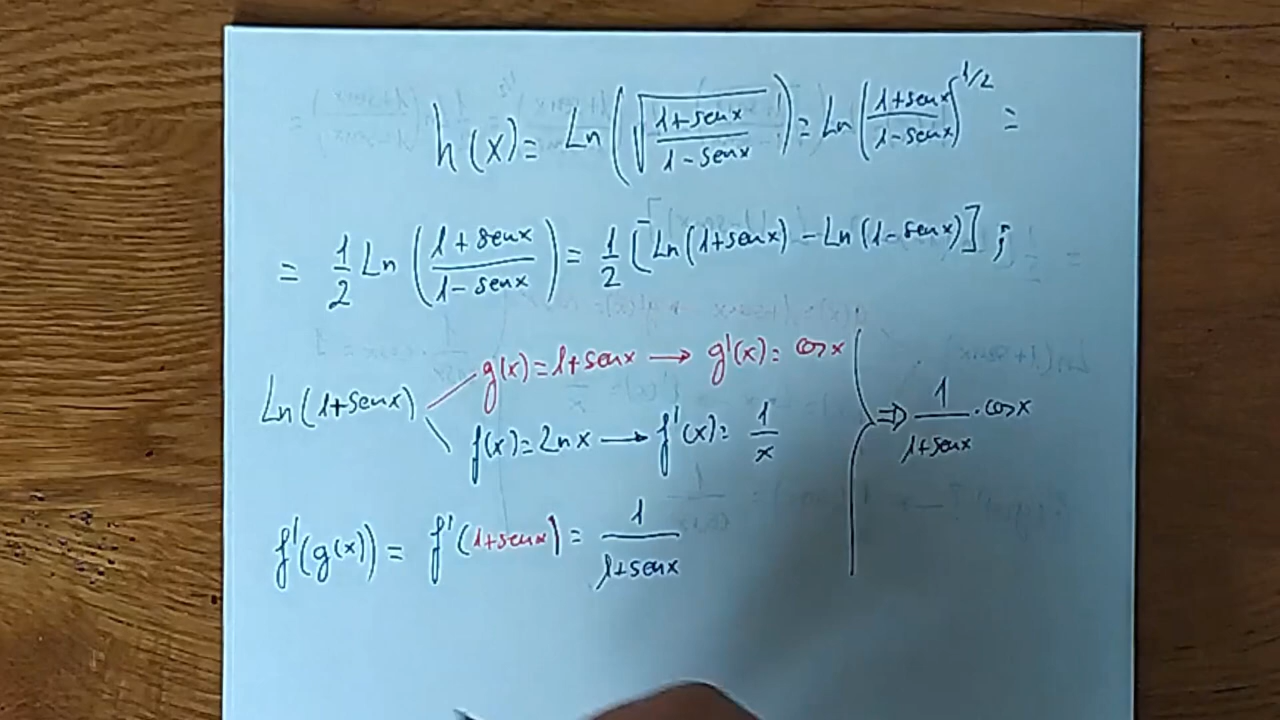 h(x) = Ln(√((1+senx)/(1-senx))) = Ln((1+senx)/(1-senx))^1/2 =
= 1/2 Ln((1+senx)/(1-senx)) = 1/2 [Ln(1+senx) - Ln(1-senx)] ;
g(x) = 1+senx → g'(x) = cosx
Ln(1+senx)
f(x) = Lnx → f'(x) = 1/x
⇒ 1/(1+senx) · cosx
f'(g(x)) = f'(1+senx) = 1/(1+senx)